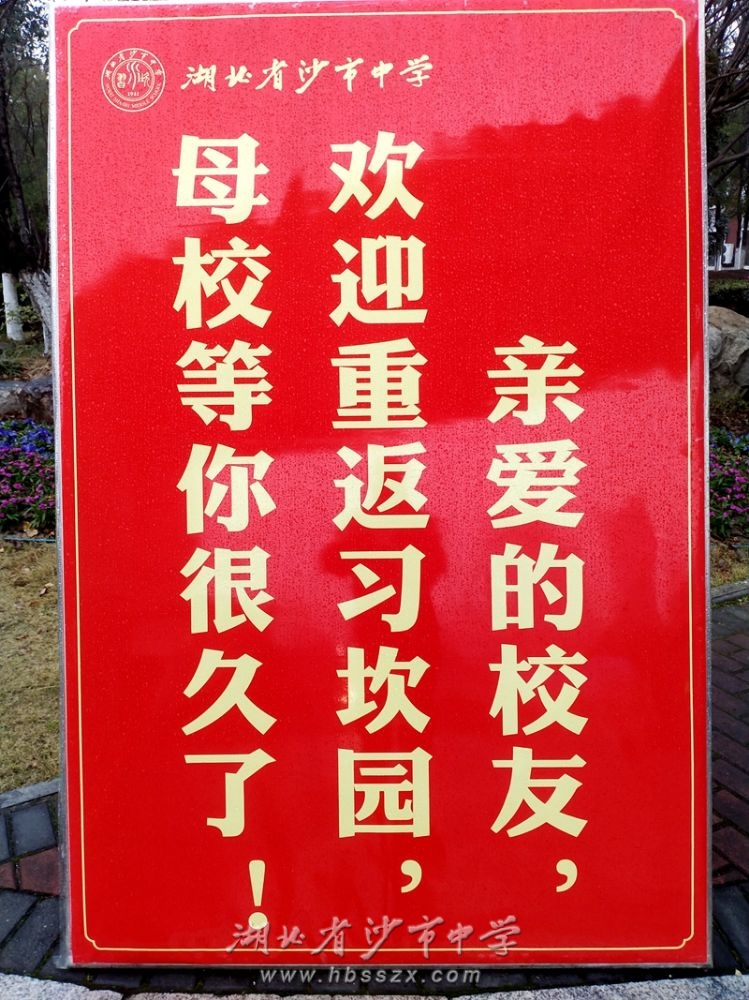 湖北省沙市中学
亲爱的校友，
欢迎重返习坎园，
母校等你很久了！
湖北省沙市中学
www.hbsszx.com